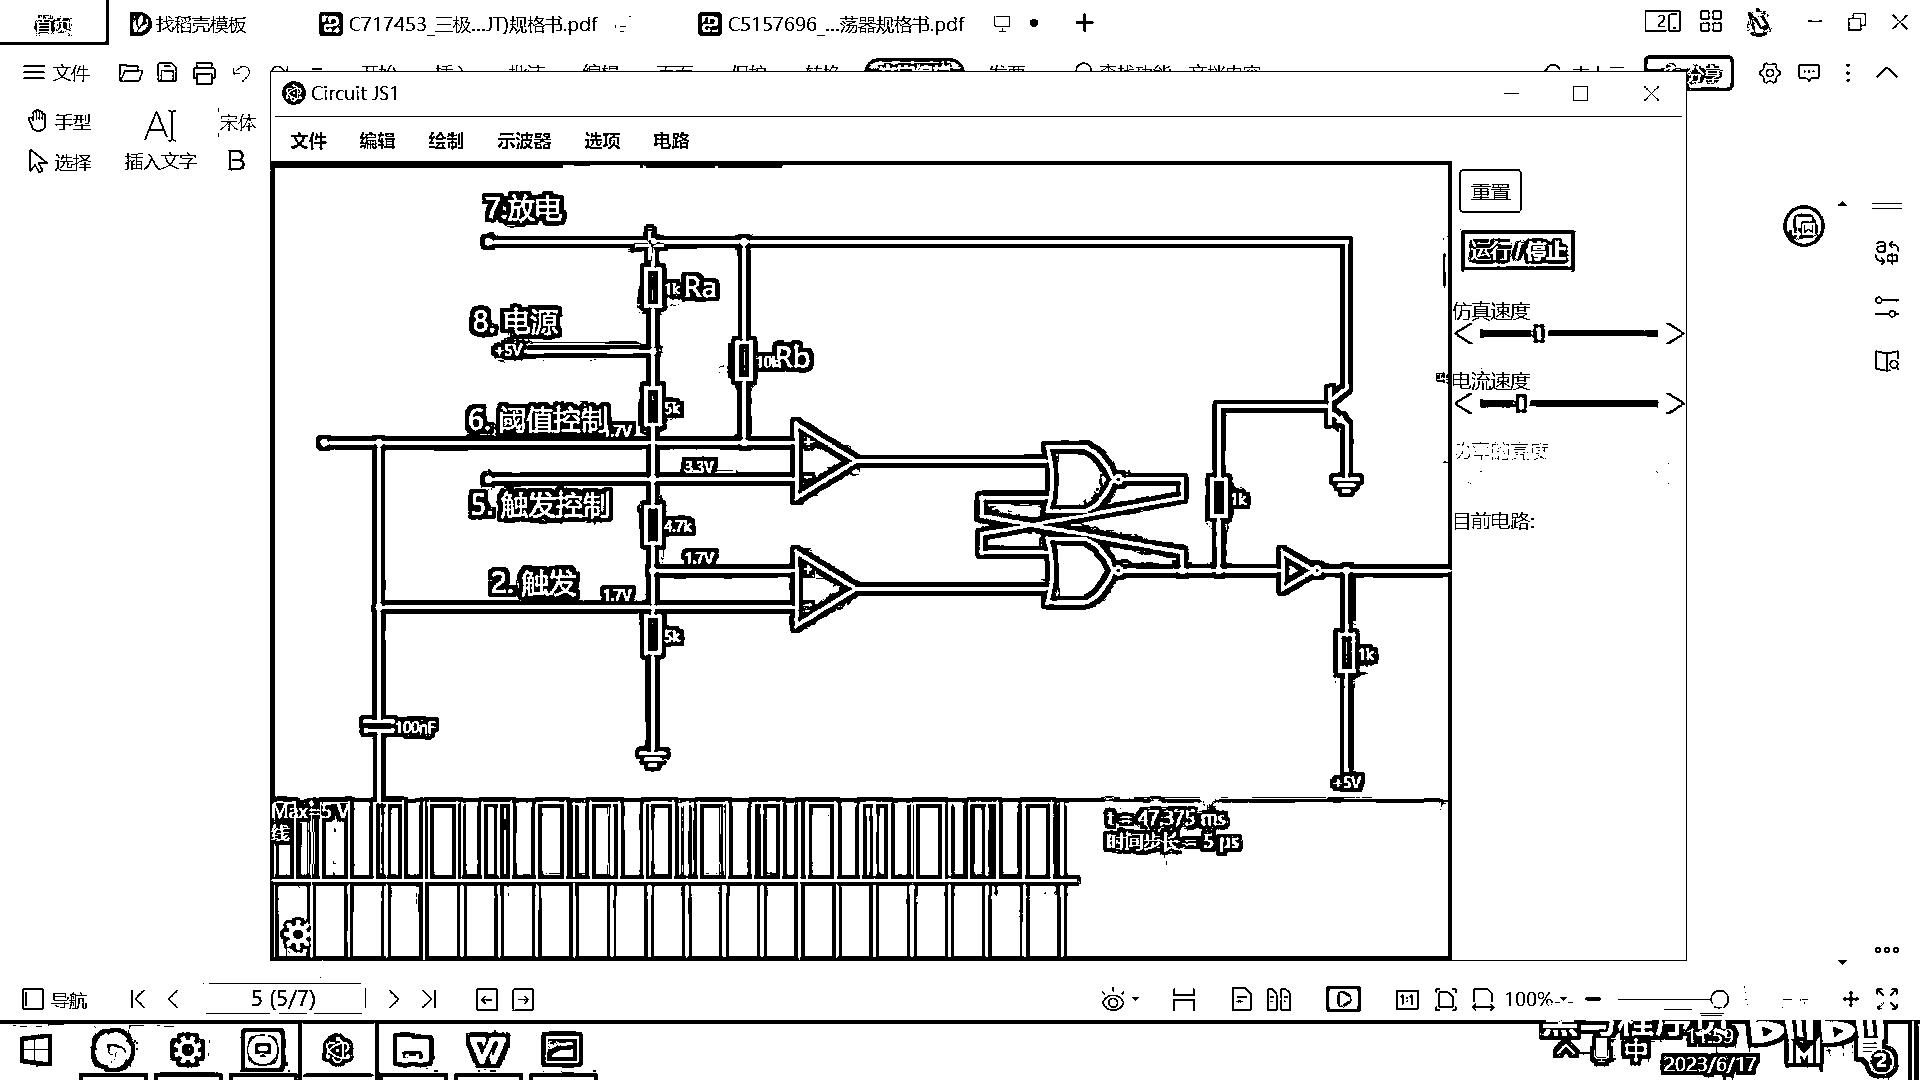 首页 找稻壳模板 C717453_三极...JT)规格书.pdf C5157696_...荡器规格书.pdf
文件
Circuit JS1
手型 插入文字 宋体
选择 B
文件 编辑 绘制 示波器 选项 电路
重置
运行/停止
仿真速度
电流速度
功率的亮度
目前电路:
7.放电
1k Ra
8. 电源
+5V
Rb
5k
6. 阈值控制
1.7V
3.3V
5. 触发控制
4.7k
1k
1.7V
2. 触发
1.7V
5k
1k
100nF
+5V
Max=5 V
线
t = 47.375 ms
时间步长 = 5 µs
导航 5 (5/7) 1:1 100%
中 14:59
2023/6/17
2